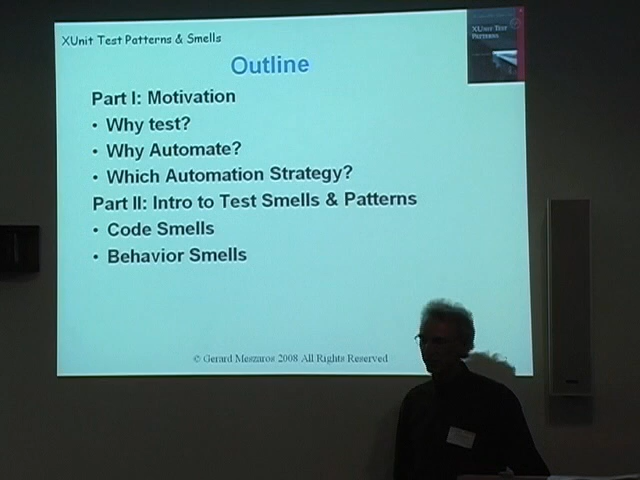 XUnit Test Patterns & Smells
XUnit Test
Patterns
Outline
Part I: Motivation
• Why test?
• Why Automate?
• Which Automation Strategy?
Part II: Intro to Test Smells & Patterns
• Code Smells
• Behavior Smells
© Gerard Meszaros 2008 All Rights Reserved